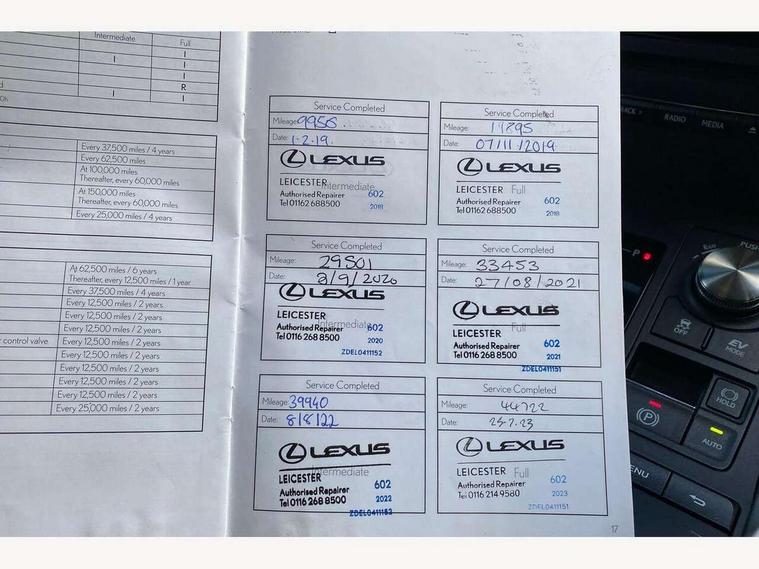 Intermediate
Full
I
I
I
I
R
I
I
Every 37,500 miles / 4 years
Every 62,500 miles
At 100,000 miles
Thereafter, every 60,000 miles
At 150,000 miles
Thereafter, every 60,000 miles
Every 25,000 miles / 4 years
At 62,500 miles / 6 years
Thereafter, every 12,500 miles / 1 year
Every 37,500 miles / 4 years
Every 12,500 miles / 2 years
Every 12,500 miles / 2 years
Every 12,500 miles / 2 years
r control valve Every 12,500 miles / 2 years
Every 12,500 miles / 2 years
Every 12,500 miles / 2 years
Every 12,500 miles / 2 years
Every 12,500 miles / 2 years
Every 25,000 miles / 2 years
Service Completed
Mileage: 9956
Date: 1-2-19.
LEXUS
LEICESTER Intermediate
Authorised Repairer 602
Tel 01162 688500
2018
Service Completed
Mileage: 19895
Date: 07/11/2019
LEXUS
LEICESTER Full
Authorised Repairer 602
Tel 01162 688500 2018
Service Completed
Mileage: 29501
Date: 8/9/2020
LEXUS
LEICESTER
Authorised Repairer Intermediate 602
Tel 0116 268 8500 2020
ZDEL0411152
Service Completed
Mileage: 33453
Date: 27/08/2021
LEXUS
LEICESTER Full
Authorised Repairer 602
Tel 0116 268 8500 2021
ZDEL0411151
Service Completed
Mileage: 39940
Date: 8/8/22
LEXUS
LEICESTER Intermediate
Authorised Repairer 602
Tel 0116 268 8500 2022
ZDEL0411152
Service Completed
Mileage: 44722
Date: 25-7-23
LEXUS
LEICESTER Full
Authorised Repairer 602
Tel 0116 214 9580 2023
ZDEL0411151
17
BACK
RADIO
MEDIA
P
PUSH
OFF
EV
MODE
HOLD
P
AUTO
MENU